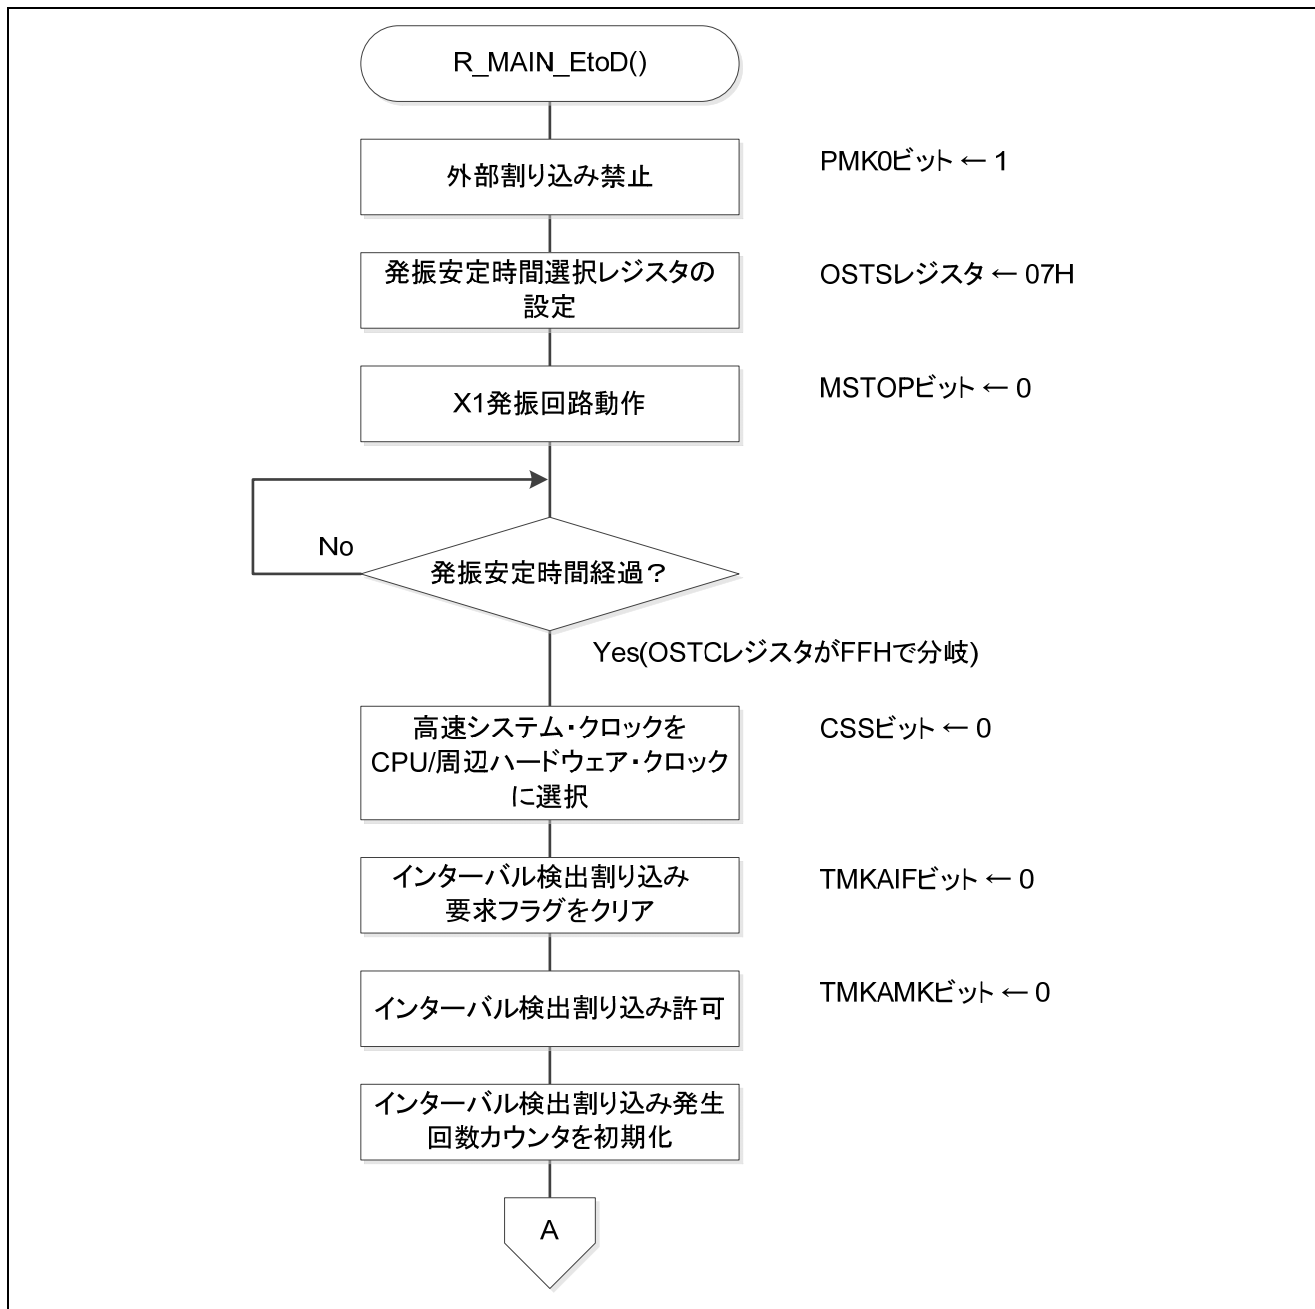 R_MAIN_EtoD()
外部割り込み禁止
PMK0ビット ← 1
発振安定時間選択レジスタの
設定
OSTSレジスタ ← 07H
X1発振回路動作
MSTOPビット ← 0
No
発振安定時間経過?
Yes(OSTCレジスタがFFHで分岐)
高速システム・クロックを
CPU/周辺ハードウェア・クロック
に選択
CSSビット ← 0
インターバル検出割り込み
要求フラグをクリア
TMKAIFビット ← 0
インターバル検出割り込み許可
TMKAMKビット ← 0
インターバル検出割り込み発生
回数カウンタを初期化
A